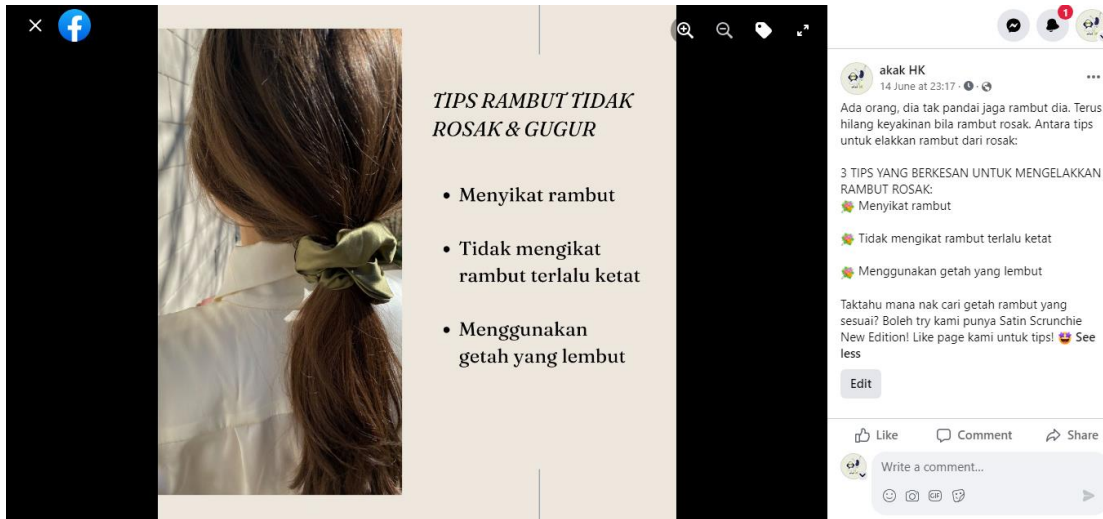 TIPS RAMBUT TIDAK
ROSAK & GUGUR
• Menyikat rambut
• Tidak mengikat
rambut terlalu ketat
• Menggunakan
getah yang lembut
1
akak HK
14 June at 23:17 ·
Ada orang, dia tak pandai jaga rambut dia. Terus
hilang keyakinan bila rambut rosak. Antara tips
untuk elakkan rambut dari rosak:
3 TIPS YANG BERKESAN UNTUK MENGELAKKAN
RAMBUT ROSAK:
💐 Menyikat rambut
💐 Tidak mengikat rambut terlalu ketat
💐 Menggunakan getah yang lembut
Taktahu mana nak cari getah rambut yang
sesuai? Boleh try kami punya Satin Scrunchie
New Edition! Like page kami untuk tips! 🤩 See
less
Edit
Like Comment Share
Write a comment...
GIF